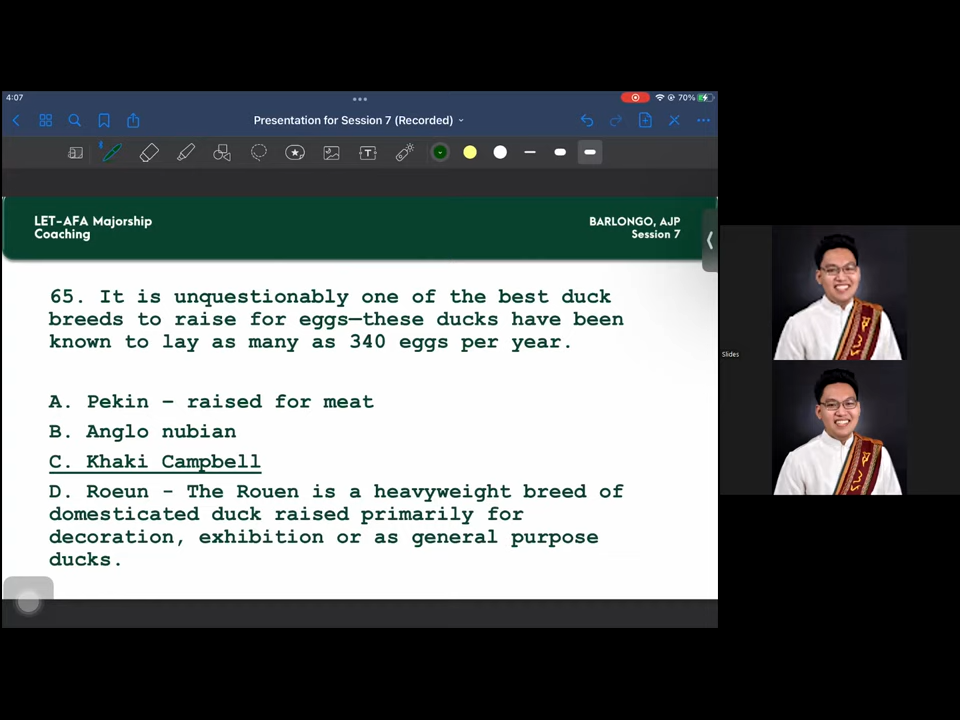 4:07
70%
Presentation for Session 7 (Recorded)
LET-AFA Majorship
Coaching
BARLONGO, AJP
Session 7
65. It is unquestionably one of the best duck
breeds to raise for eggs—these ducks have been
known to lay as many as 340 eggs per year.
A. Pekin – raised for meat
B. Anglo nubian
C. Khaki Campbell
D. Roeun - The Rouen is a heavyweight breed of
domesticated duck raised primarily for
decoration, exhibition or as general purpose
ducks.
Slides